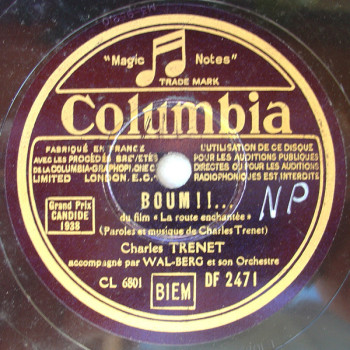 "Magic Notes"
TRADE MARK
Columbia
FABRIQUÉ EN FRANCE
AVEC LES PROCÉDÉS BREVETÉS
DE LA COLUMBIA-GRAPHOPHONE C°
LIMITED LONDON. E.C.
L'UTILISATION DE CE DISQUE
POUR LES AUDITIONS PUBLIQUES
DIRECTES OU POUR LES AUDITIONS
RADIOPHONIQUES EST INTERDITE
Grand Prix
CANDIDE
1938
BOUM!!...
NP
du film « La route enchantée »
(Paroles et musique de Charles Trenet)
Charles TRENET
accompagné par WAL-BERG et son Orchestre
CL 6801
BIEM
DF 2471